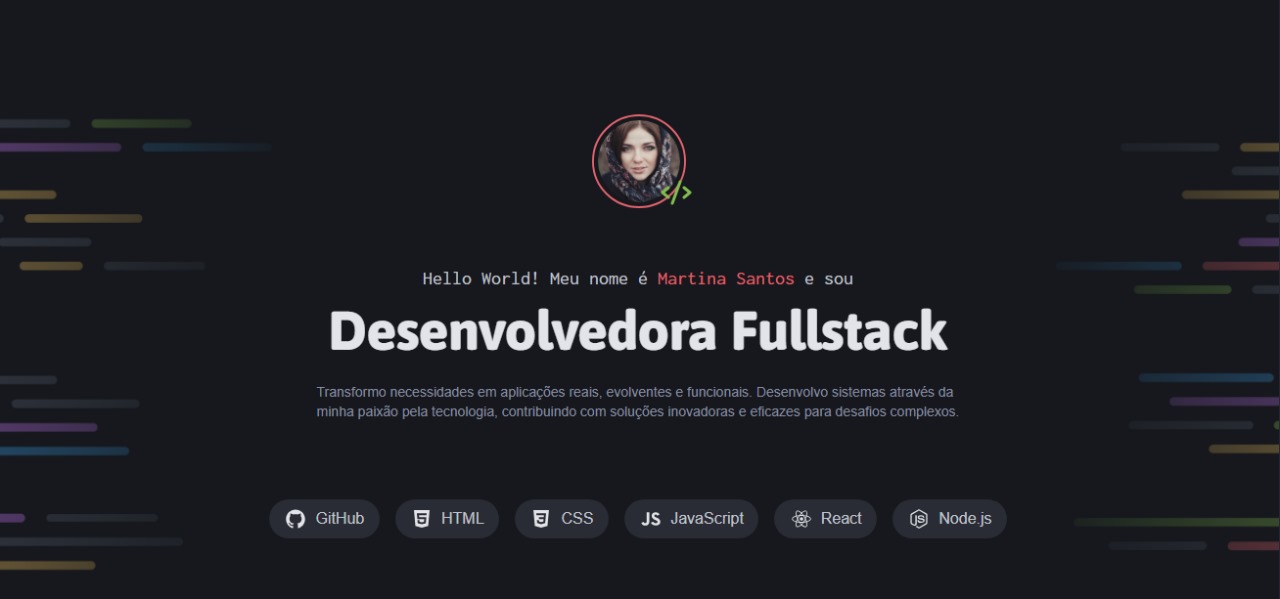 </>
Hello World! Meu nome é Martina Santos e sou
Desenvolvedora Fullstack
Transformo necessidades em aplicações reais, evolventes e funcionais. Desenvolvo sistemas através da
minha paixão pela tecnologia, contribuindo com soluções inovadoras e eficazes para desafios complexos.
GitHub HTML CSS JS JavaScript React Node.js